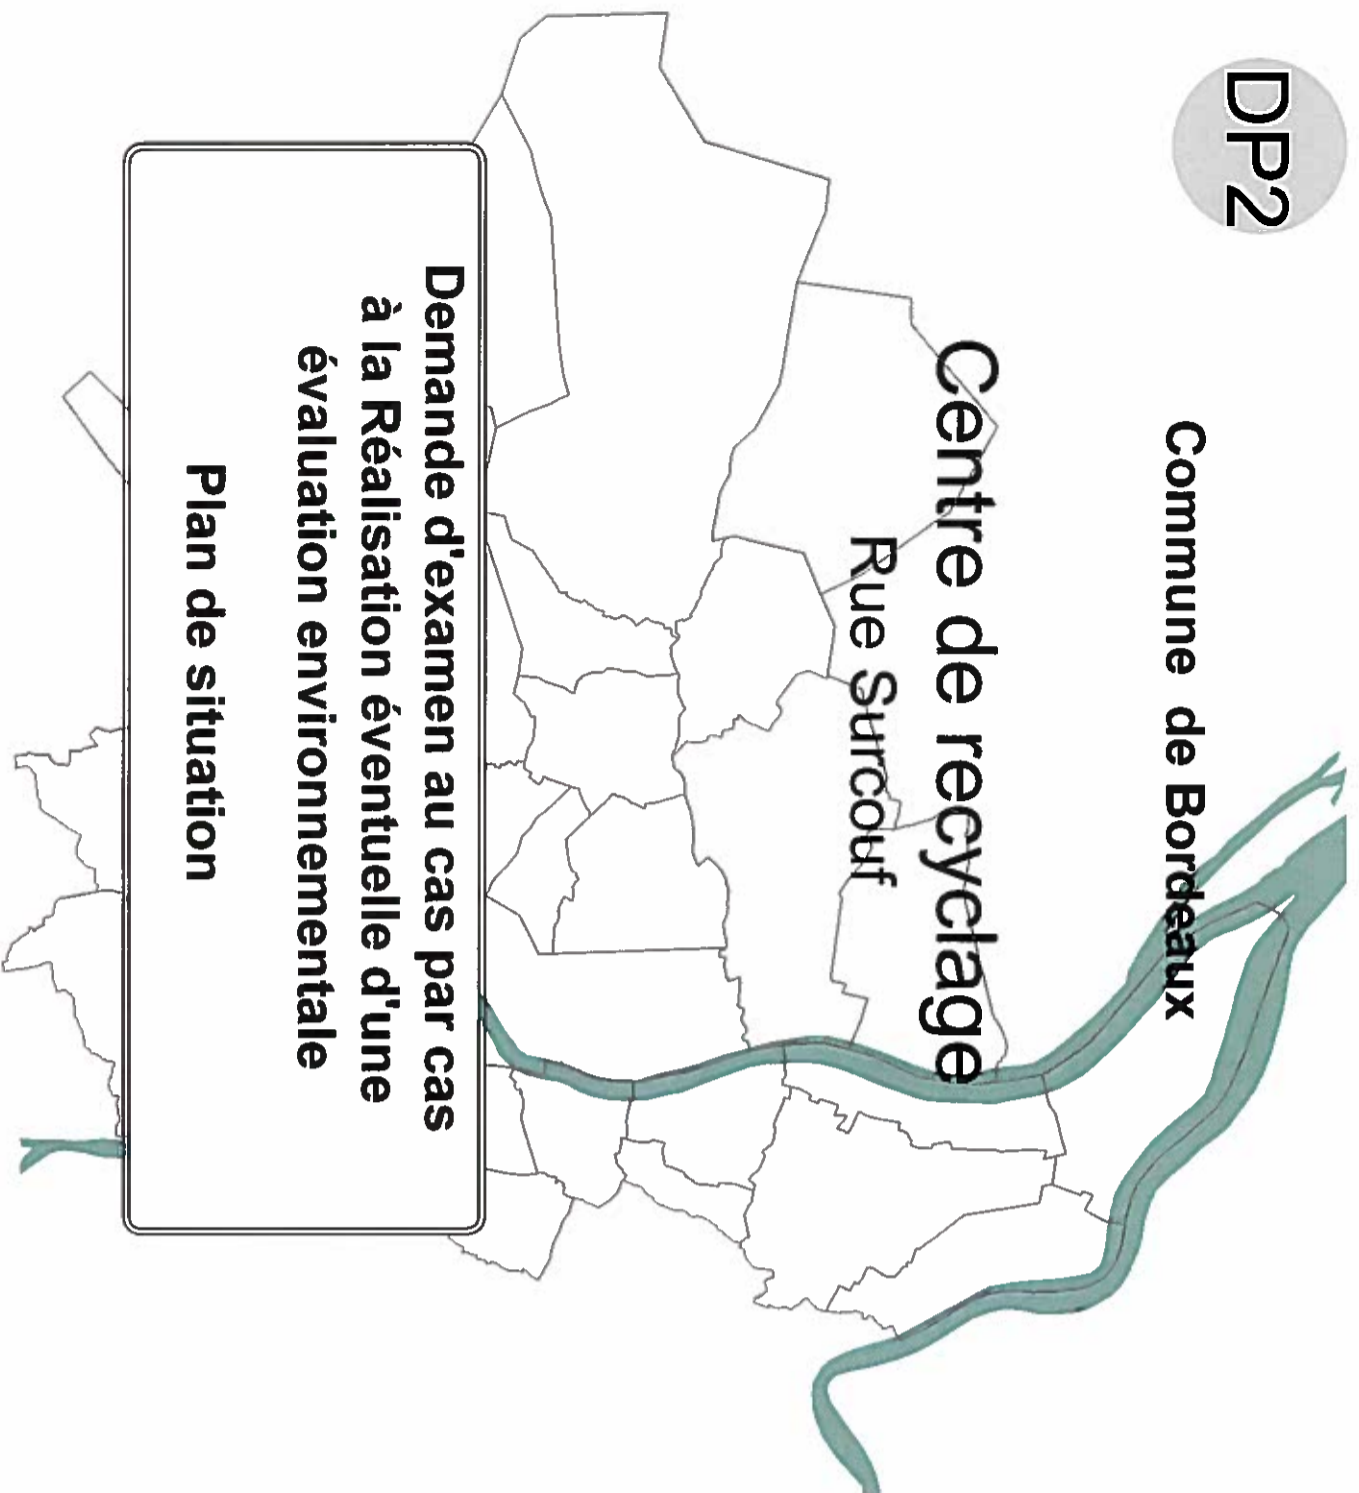 DP2
Commune de Bordeaux
Centre de recyclage
Rue Surcouf
Demande d'examen au cas par cas
à la Réalisation éventuelle d'une
évaluation environnementale
Plan de situation